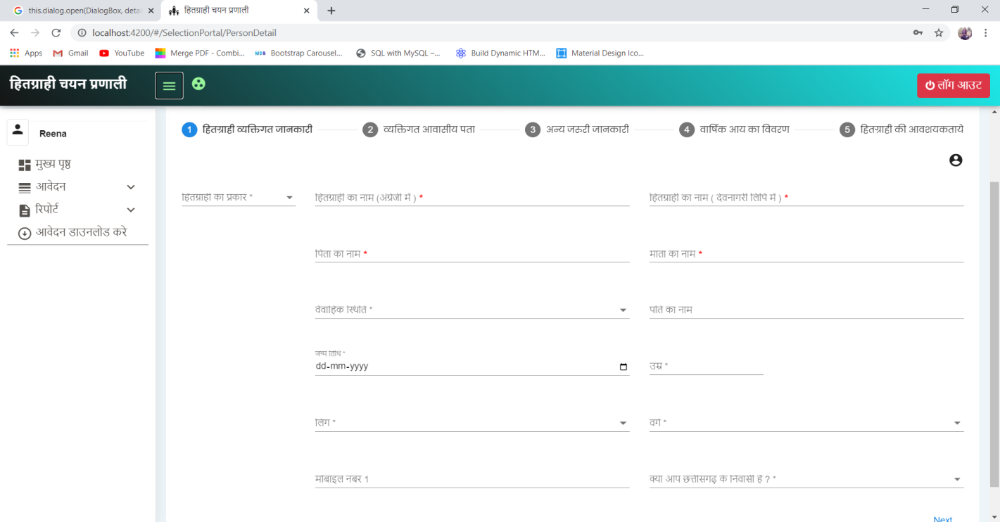 this.dialog.open(DialogBox, detai
हितग्राही चयन प्रणाली
localhost:4200/#/SelectionPortal/PersonDetail
Apps Gmail YouTube Merge PDF - Combi... Bootstrap Carousel... SQL with MySQL –... Build Dynamic HTM... Material Design Ico...
हितग्राही चयन प्रणाली
लॉग आउट
Reena
मुख्य पृष्ठ
आवेदन
रिपोर्ट
आवेदन डाउनलोड करे
1 हितग्राही व्यक्तिगत जानकारी 2 व्यक्तिगत आवासीय पता 3 अन्य जरुरी जानकारी 4 वार्षिक आय का विवरण 5 हितग्राही की आवशयकताये
हितग्राही का प्रकार * हितग्राही का नाम (अंग्रेजी में ) * हितग्राही का नाम ( देवनागरी लिपि में ) *
पिता का नाम * माता का नाम *
वैवाहिक स्थिति * पति का नाम
जन्म तिथि *
dd-mm-yyyy उम्र *
लिंग * वर्ग *
मोबाइल नंबर 1 क्या आप छत्तीसगढ़ के निवासी है ? *
Next